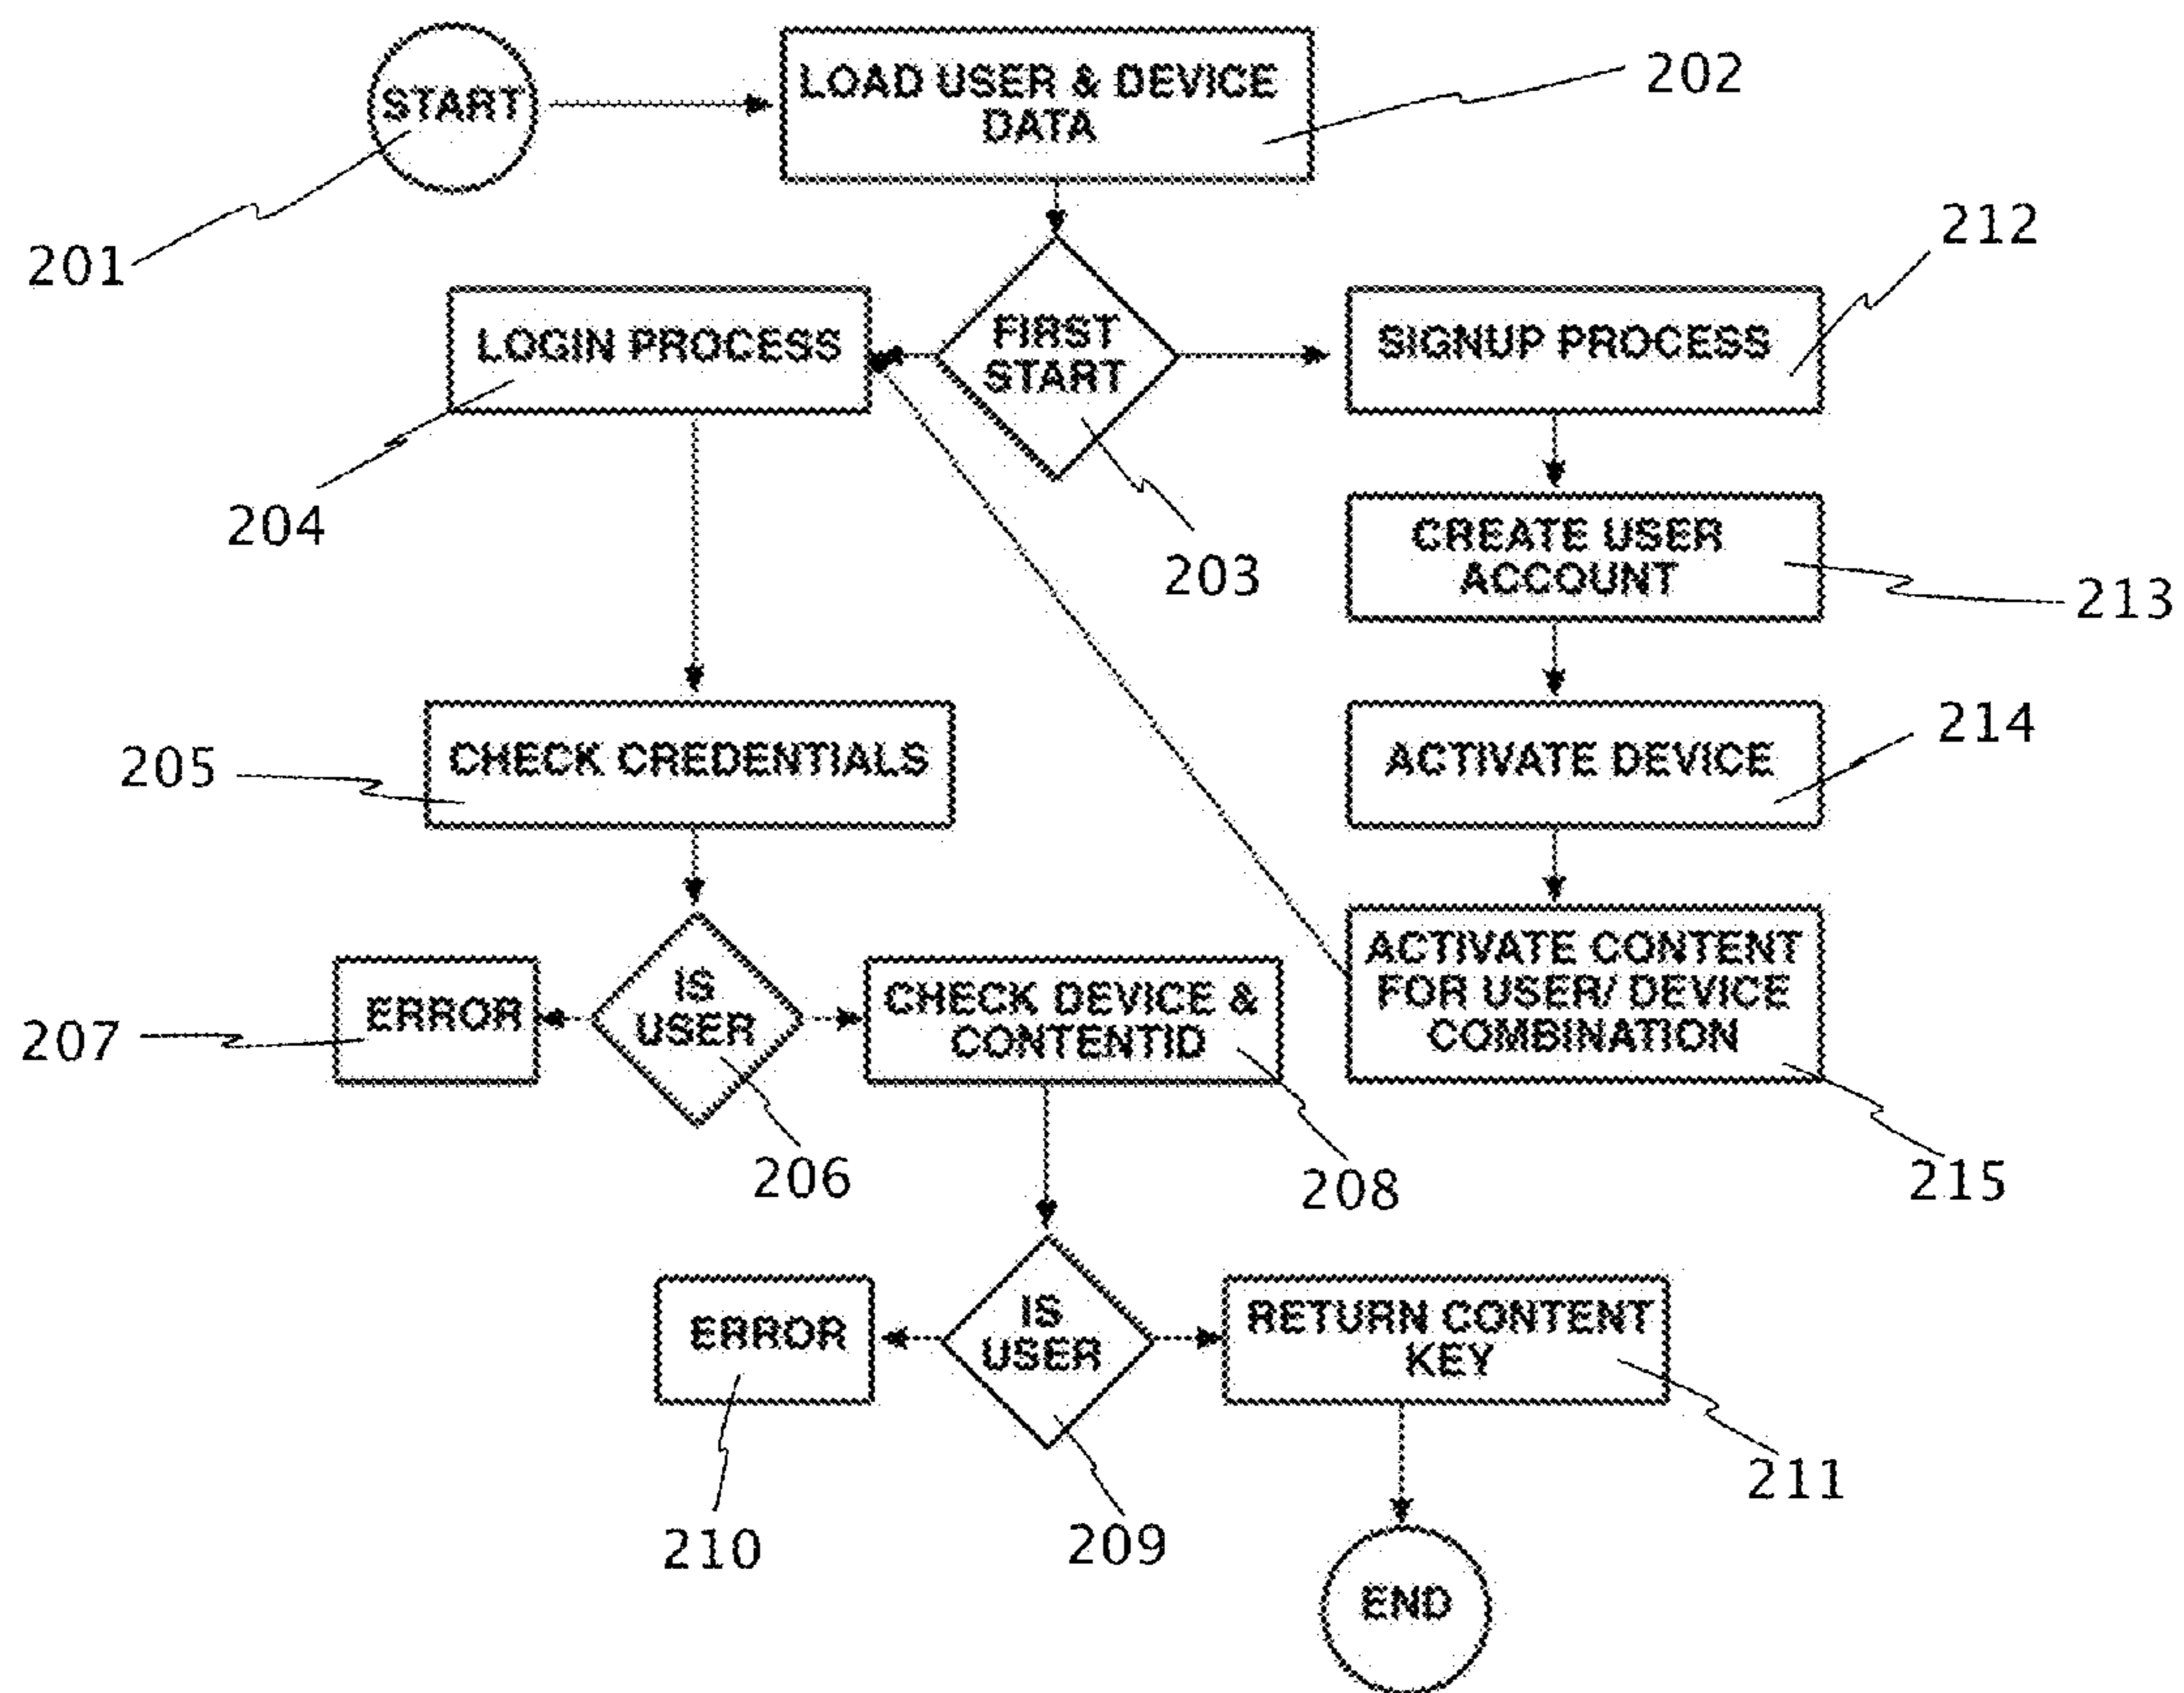 START
LOAD USER & DEVICE
DATA
202
201
212
LOGIN PROCESS
FIRST
START
SIGNUP PROCESS
204
203
CREATE USER
ACCOUNT
213
205
CHECK CREDENTIALS
ACTIVATE DEVICE
214
207
ERROR
IS
USER
CHECK DEVICE &
CONTENTID
ACTIVATE CONTENT
FOR USER/ DEVICE
COMBINATION
206
208
215
ERROR
IS
USER
RETURN CONTENT
KEY
210
209
211
END